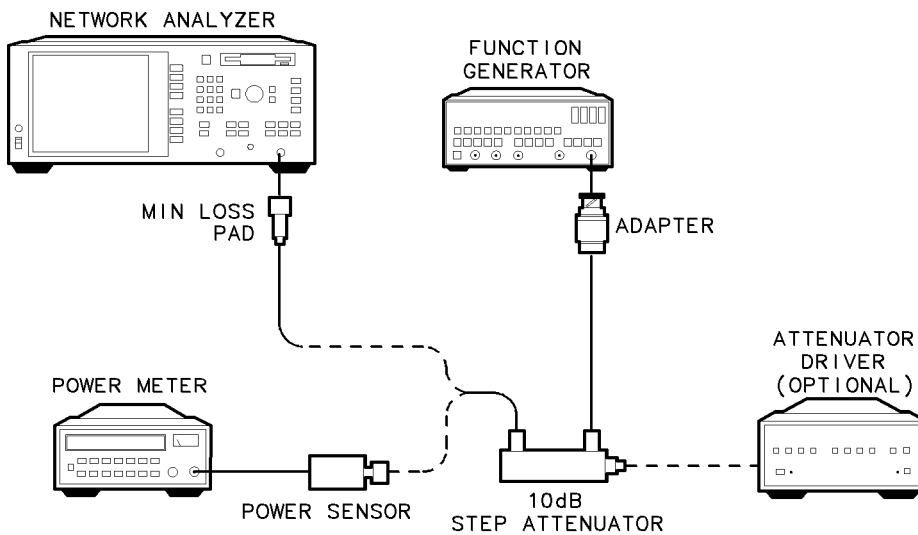 NETWORK ANALYZER
FUNCTION
GENERATOR
MIN LOSS
PAD
ADAPTER
ATTENUATOR
DRIVER
(OPTIONAL)
POWER METER
POWER SENSOR
10dB
STEP ATTENUATOR